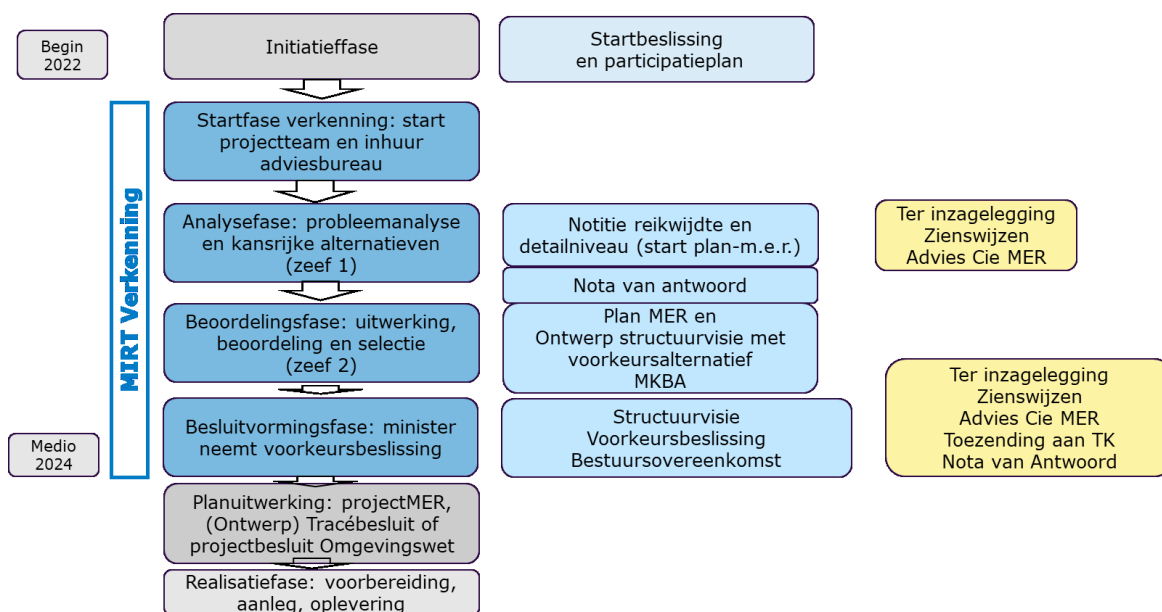 Begin
2022
Initiatieffase
Startbeslissing
en participatieplan
MIRT Verkenning
Startfase verkenning: start
projectteam en inhuur
adviesbureau
Analysefase: probleemanalyse
en kansrijke alternatieven
(zeef 1)
Notitie reikwijdte en
detailniveau (start plan-m.e.r.)
Ter inzagelegging
Zienswijzen
Advies Cie MER
Nota van antwoord
Beoordelingsfase: uitwerking,
beoordeling en selectie
(zeef 2)
Plan MER en
Ontwerp structuurvisie met
voorkeursalternatief
MKBA
Ter inzagelegging
Zienswijzen
Advies Cie MER
Toezending aan TK
Nota van Antwoord
Medio
2024
Besluitvormingsfase: minister
neemt voorkeursbeslissing
Structuurvisie
Voorkeursbeslissing
Bestuursovereenkomst
Planuitwerking: projectMER,
(Ontwerp) Tracébesluit of
projectbesluit Omgevingswet
Realisatiefase: voorbereiding,
aanleg, oplevering